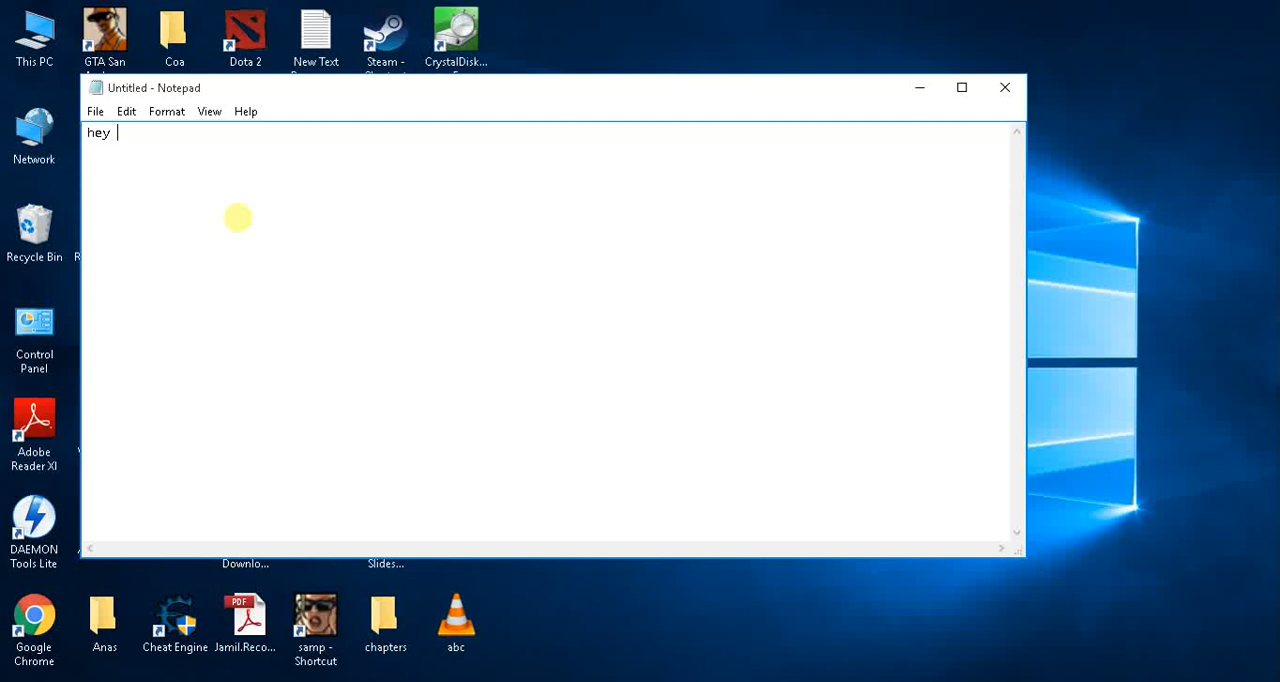 This PC
GTA San
Coa
Dota 2
New Text
Steam -
CrystalDisk...
Untitled - Notepad
File Edit Format View Help
hey
Network
Recycle Bin
Control
Panel
Adobe
Reader XI
DAEMON
Tools Lite
Downlo...
Slides...
Google
Chrome
Anas
Cheat Engine
PDF
Jamil.Reco...
samp -
Shortcut
chapters
abc